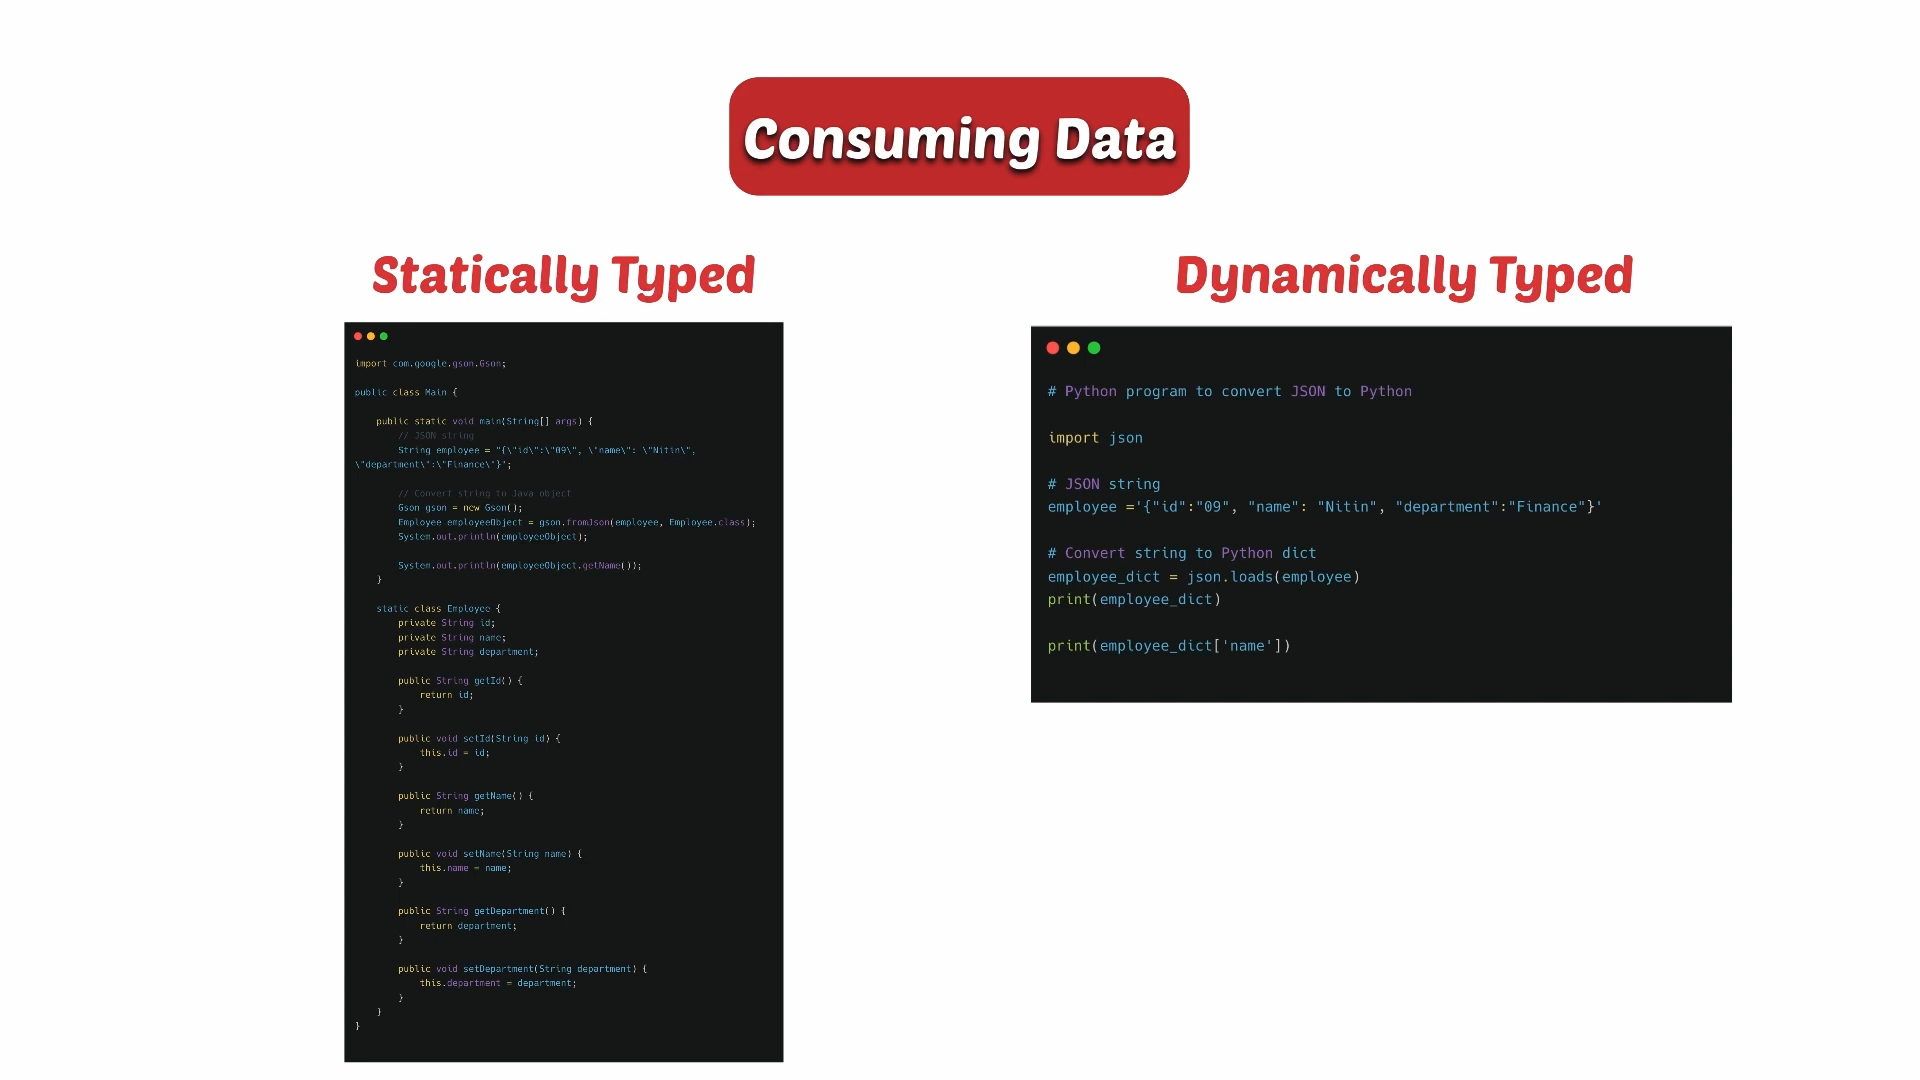 Consuming Data
Statically Typed
import com.google.gson.Gson;
public class Main {
public static void main(String[] args) {
// JSON string
String employee = "{\"id\":\"09\", \"name\": \"Nitin\",
\"department\":\"Finance\"}";
// Convert string to Java object
Gson gson = new Gson();
Employee employeeObject = gson.fromJson(employee, Employee.class);
System.out.println(employeeObject);
System.out.println(employeeObject.getName());
}
static class Employee {
private String id;
private String name;
private String department;
public String getId() {
return id;
}
public void setId(String id) {
this.id = id;
}
public String getName() {
return name;
}
public void setName(String name) {
this.name = name;
}
public String getDepartment() {
return department;
}
public void setDepartment(String department) {
this.department = department;
}
}
}
Dynamically Typed
# Python program to convert JSON to Python
import json
# JSON string
employee ='{"id":"09", "name": "Nitin", "department":"Finance"}'
# Convert string to Python dict
employee_dict = json.loads(employee)
print(employee_dict)
print(employee_dict['name'])